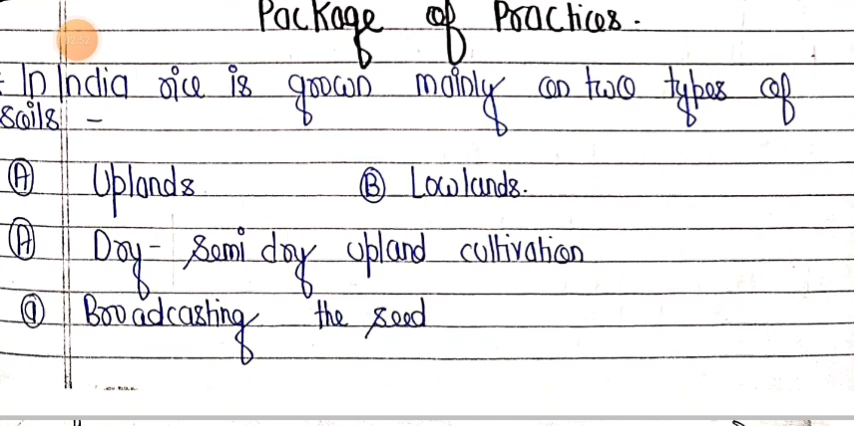 Package of Practices.
In India rice is grown mainly on two types of
soils -
(A) Uplands (B) Lowlands.
(A) Dry - Semi dry upland cultivation
(a) Broadcasting the seed